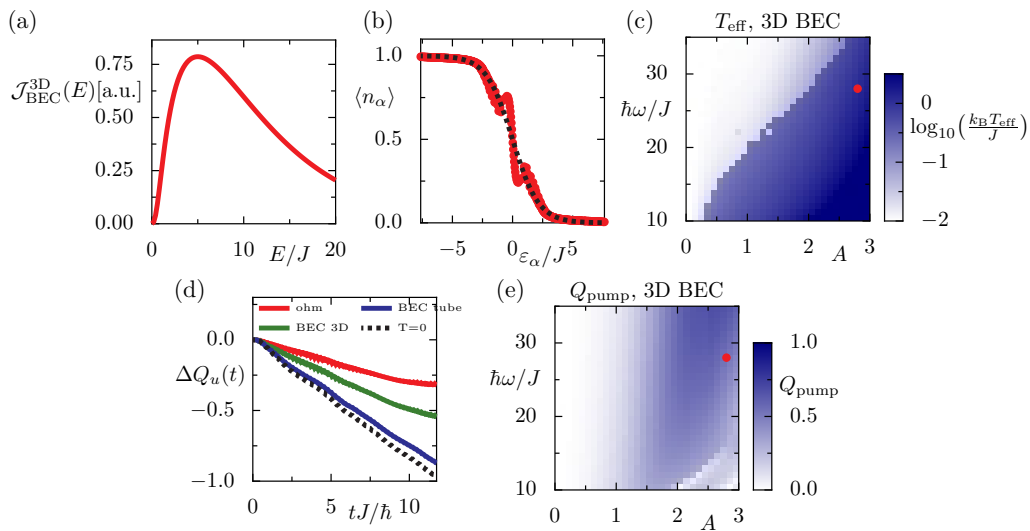 (a)
0.75
0.50
0.25
0.00
𝒥_BEC^3D(E)[a.u.]
0 10 20
E/J
(b)
1.0
0.5
0.0
⟨n_α⟩
−5 0 5
ε_α/J
(c)
T_eff, 3D BEC
30
20
10
ħω/J
0 1 2 3
A
0
−1
−2
log_10(k_B T_eff/J)
(d)
ohm
BEC tube
BEC 3D
T=0
0.0
−0.5
−1.0
ΔQ_u(t)
0 5 10
tJ/ħ
(e)
Q_pump, 3D BEC
30
20
10
ħω/J
0 1 2 3
A
1.0
0.5
0.0
Q_pump